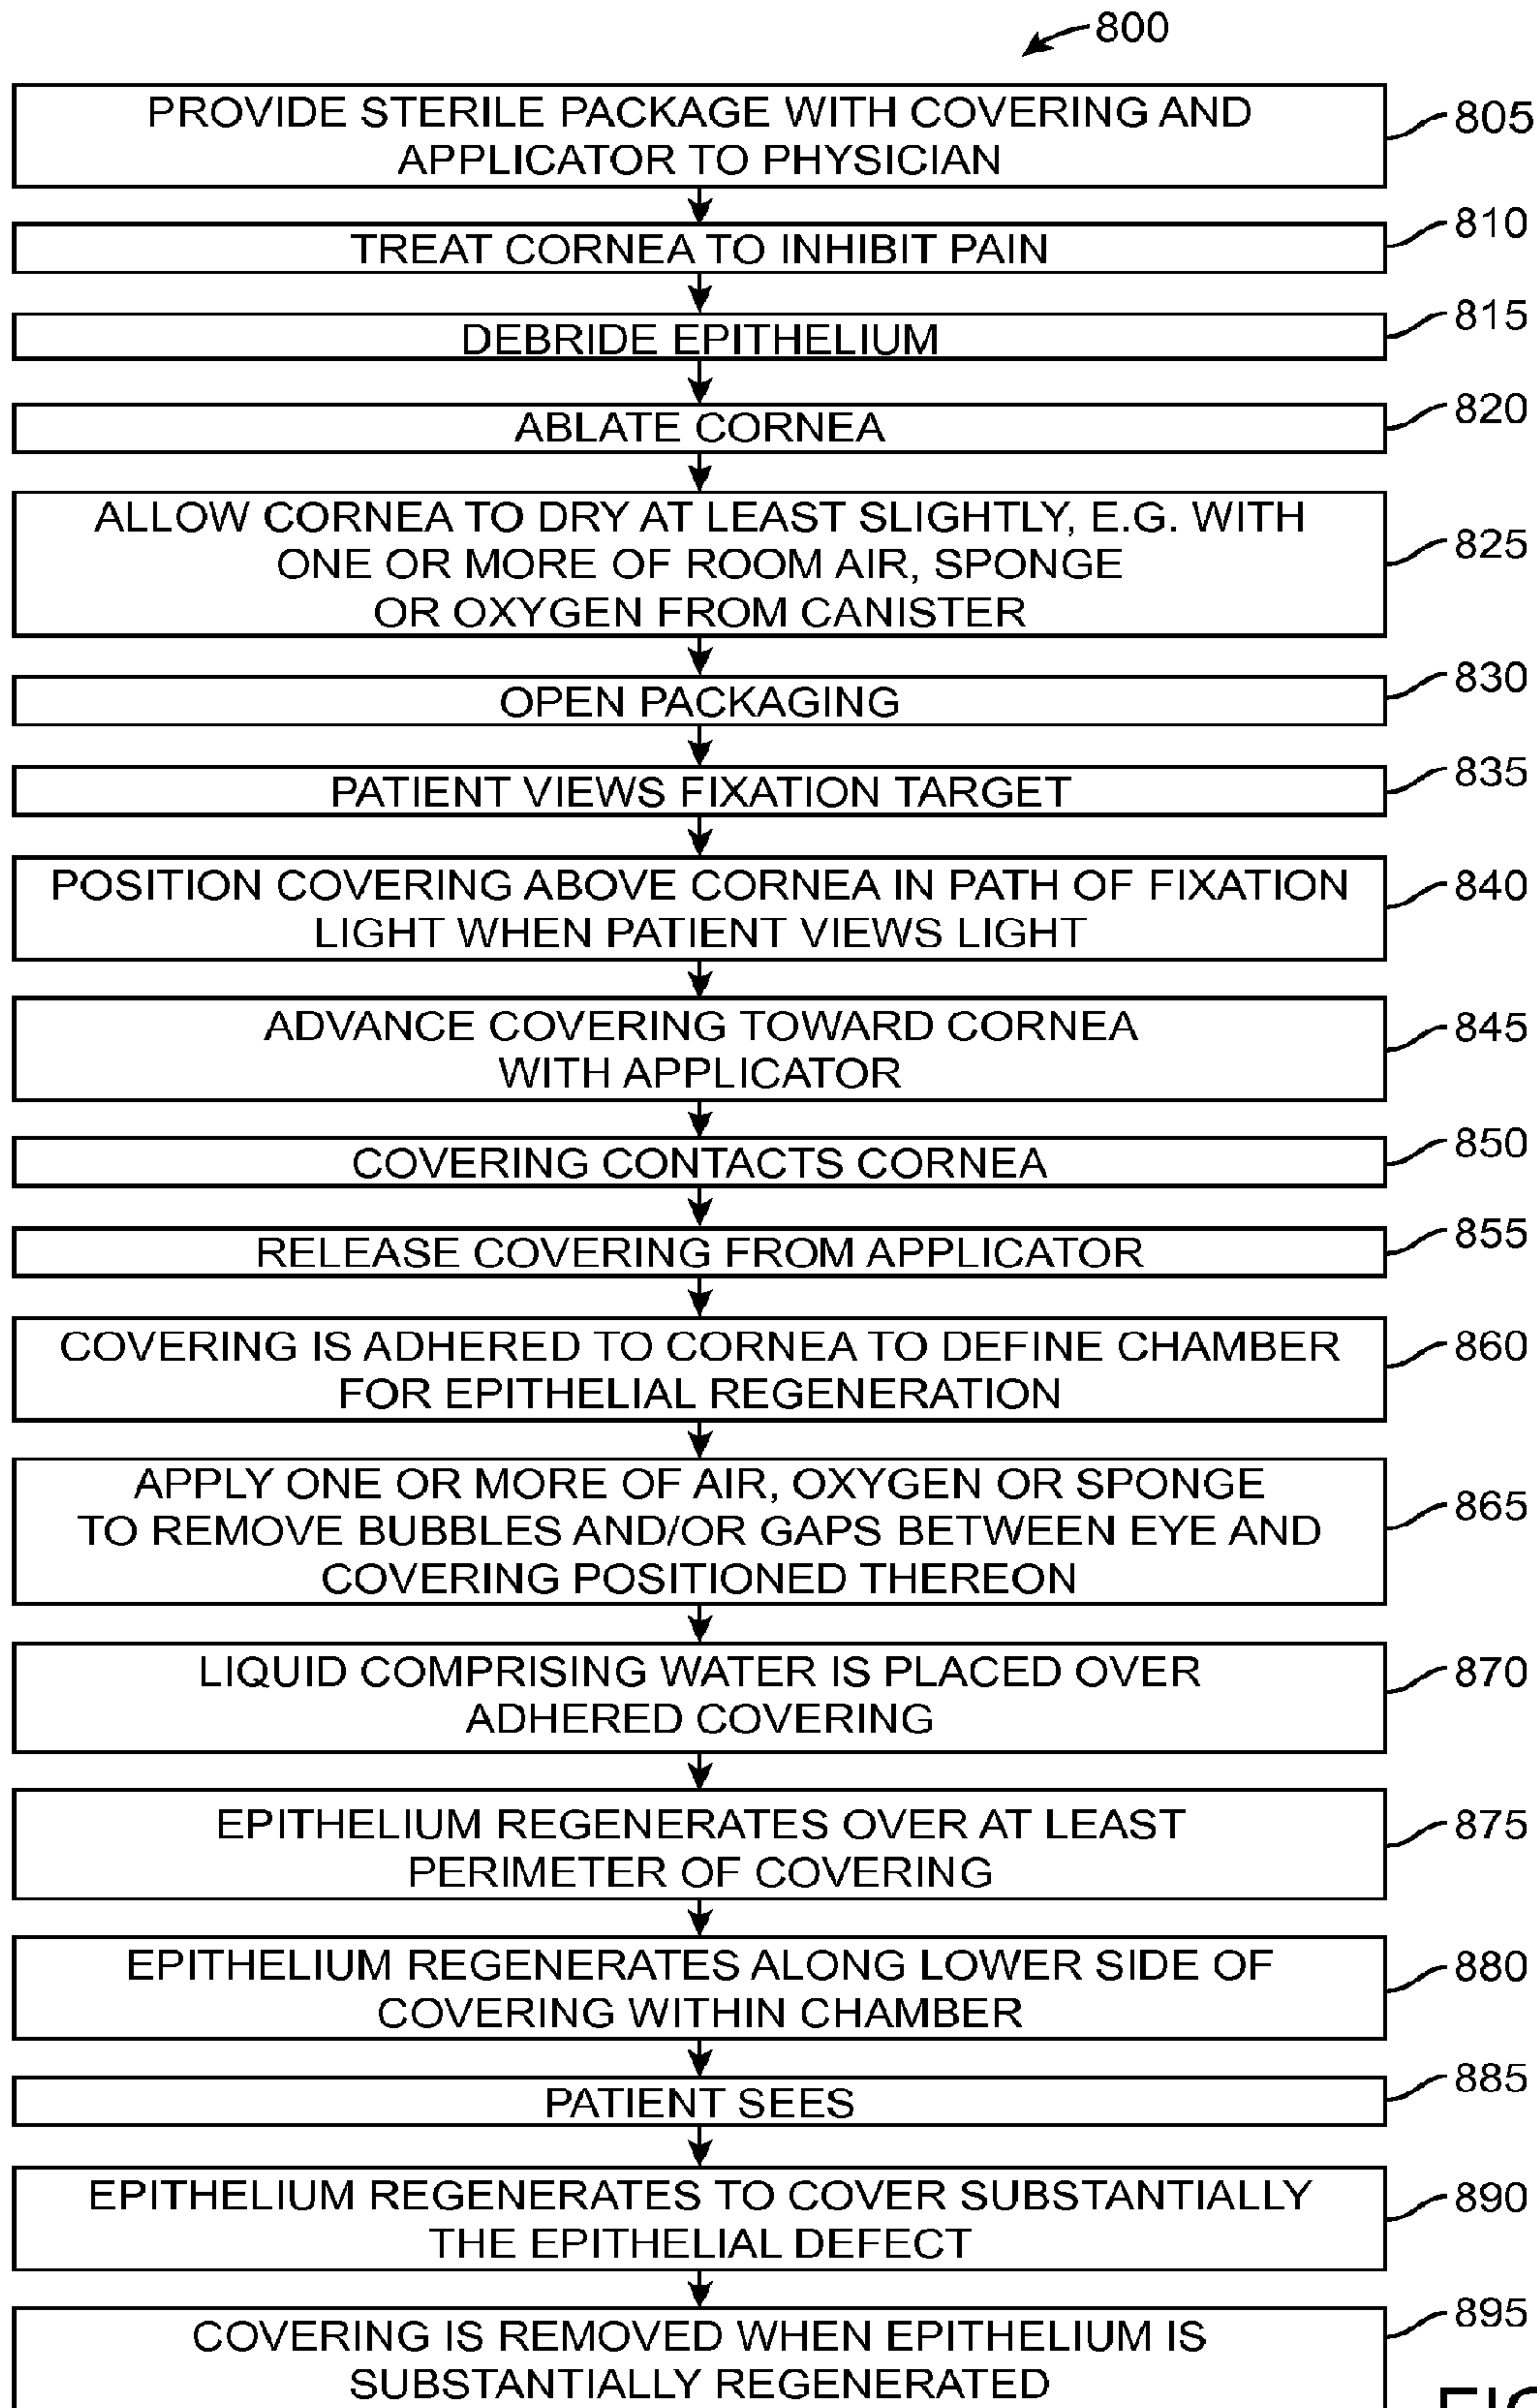 800
PROVIDE STERILE PACKAGE WITH COVERING AND
APPLICATOR TO PHYSICIAN
805
TREAT CORNEA TO INHIBIT PAIN
810
DEBRIDE EPITHELIUM
815
ABLATE CORNEA
820
ALLOW CORNEA TO DRY AT LEAST SLIGHTLY, E.G. WITH
ONE OR MORE OF ROOM AIR, SPONGE
OR OXYGEN FROM CANISTER
825
OPEN PACKAGING
830
PATIENT VIEWS FIXATION TARGET
835
POSITION COVERING ABOVE CORNEA IN PATH OF FIXATION
LIGHT WHEN PATIENT VIEWS LIGHT
840
ADVANCE COVERING TOWARD CORNEA
WITH APPLICATOR
845
COVERING CONTACTS CORNEA
850
RELEASE COVERING FROM APPLICATOR
855
COVERING IS ADHERED TO CORNEA TO DEFINE CHAMBER
FOR EPITHELIAL REGENERATION
860
APPLY ONE OR MORE OF AIR, OXYGEN OR SPONGE
TO REMOVE BUBBLES AND/OR GAPS BETWEEN EYE AND
COVERING POSITIONED THEREON
865
LIQUID COMPRISING WATER IS PLACED OVER
ADHERED COVERING
870
EPITHELIUM REGENERATES OVER AT LEAST
PERIMETER OF COVERING
875
EPITHELIUM REGENERATES ALONG LOWER SIDE OF
COVERING WITHIN CHAMBER
880
PATIENT SEES
885
EPITHELIUM REGENERATES TO COVER SUBSTANTIALLY
THE EPITHELIAL DEFECT
890
COVERING IS REMOVED WHEN EPITHELIUM IS
SUBSTANTIALLY REGENERATED
895